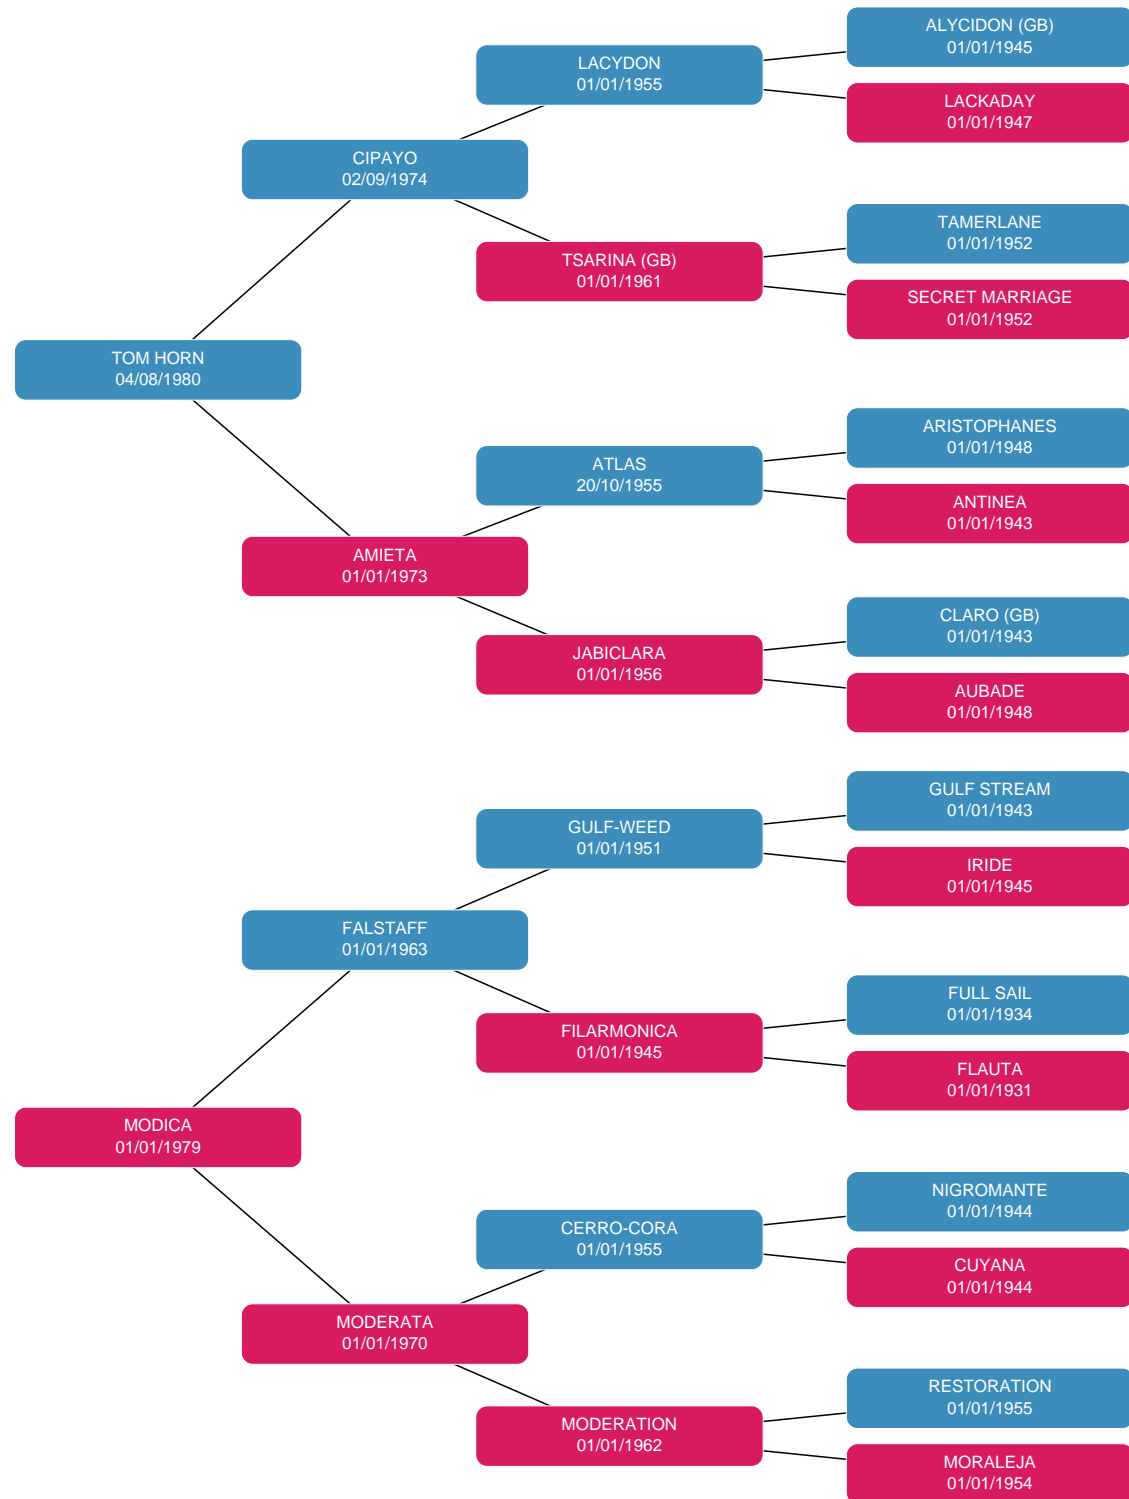 ALYCIDON (GB)
01/01/1945
LACYDON
01/01/1955
LACKADAY
01/01/1947
CIPAYO
02/09/1974
TAMERLANE
01/01/1952
TSARINA (GB)
01/01/1961
SECRET MARRIAGE
01/01/1952
TOM HORN
04/08/1980
ARISTOPHANES
01/01/1948
ATLAS
20/10/1955
ANTINEA
01/01/1943
AMIETA
01/01/1973
CLARO (GB)
01/01/1943
JABICLARA
01/01/1956
AUBADE
01/01/1948
GULF STREAM
01/01/1943
GULF-WEED
01/01/1951
IRIDE
01/01/1945
FALSTAFF
01/01/1963
FULL SAIL
01/01/1934
FILARMONICA
01/01/1945
FLAUTA
01/01/1931
MODICA
01/01/1979
NIGROMANTE
01/01/1944
CERRO-CORA
01/01/1955
CUYANA
01/01/1944
MODERATA
01/01/1970
RESTORATION
01/01/1955
MODERATION
01/01/1962
MORALEJA
01/01/1954